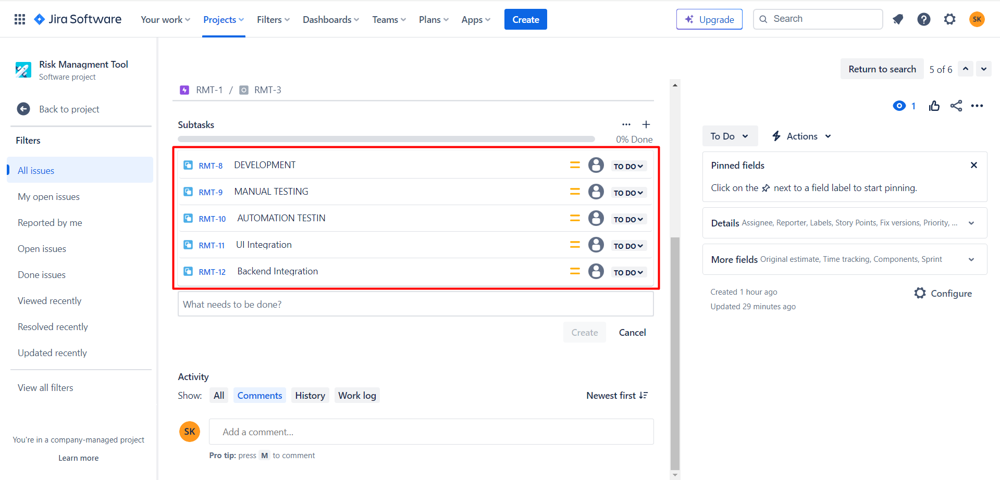 Jira Software Your work Projects Filters Dashboards Teams Plans Apps Create Upgrade Search SK
Risk Managment Tool
Software project
Back to project
Filters
All issues
My open issues
Reported by me
Open issues
Done issues
Viewed recently
Resolved recently
Updated recently
View all filters
You're in a company-managed project
Learn more
RMT-1 / RMT-3
Subtasks
0% Done
RMT-8 DEVELOPMENT TO DO
RMT-9 MANUAL TESTING TO DO
RMT-10 AUTOMATION TESTIN TO DO
RMT-11 UI Integration TO DO
RMT-12 Backend Integration TO DO
What needs to be done?
Create Cancel
Activity
Show: All Comments History Work log Newest first
SK Add a comment...
Pro tip: press M to comment
Return to search 5 of 6
1
To Do Actions
Pinned fields
Click on the next to a field label to start pinning.
Details Assignee, Reporter, Labels, Story Points, Fix versions, Priority, ...
More fields Original estimate, Time tracking, Components, Sprint
Created 1 hour ago
Configure
Updated 29 minutes ago